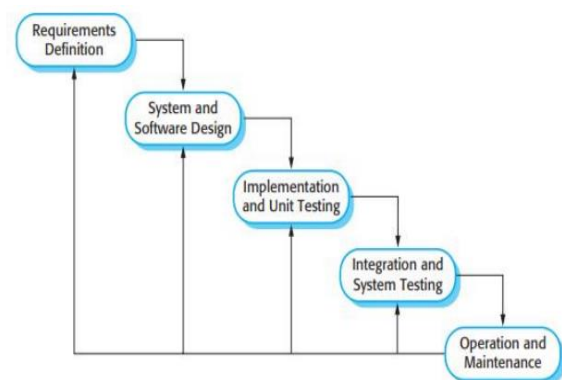 Requirements
Definition
System and
Software Design
Implementation
and Unit Testing
Integration and
System Testing
Operation and
Maintenance